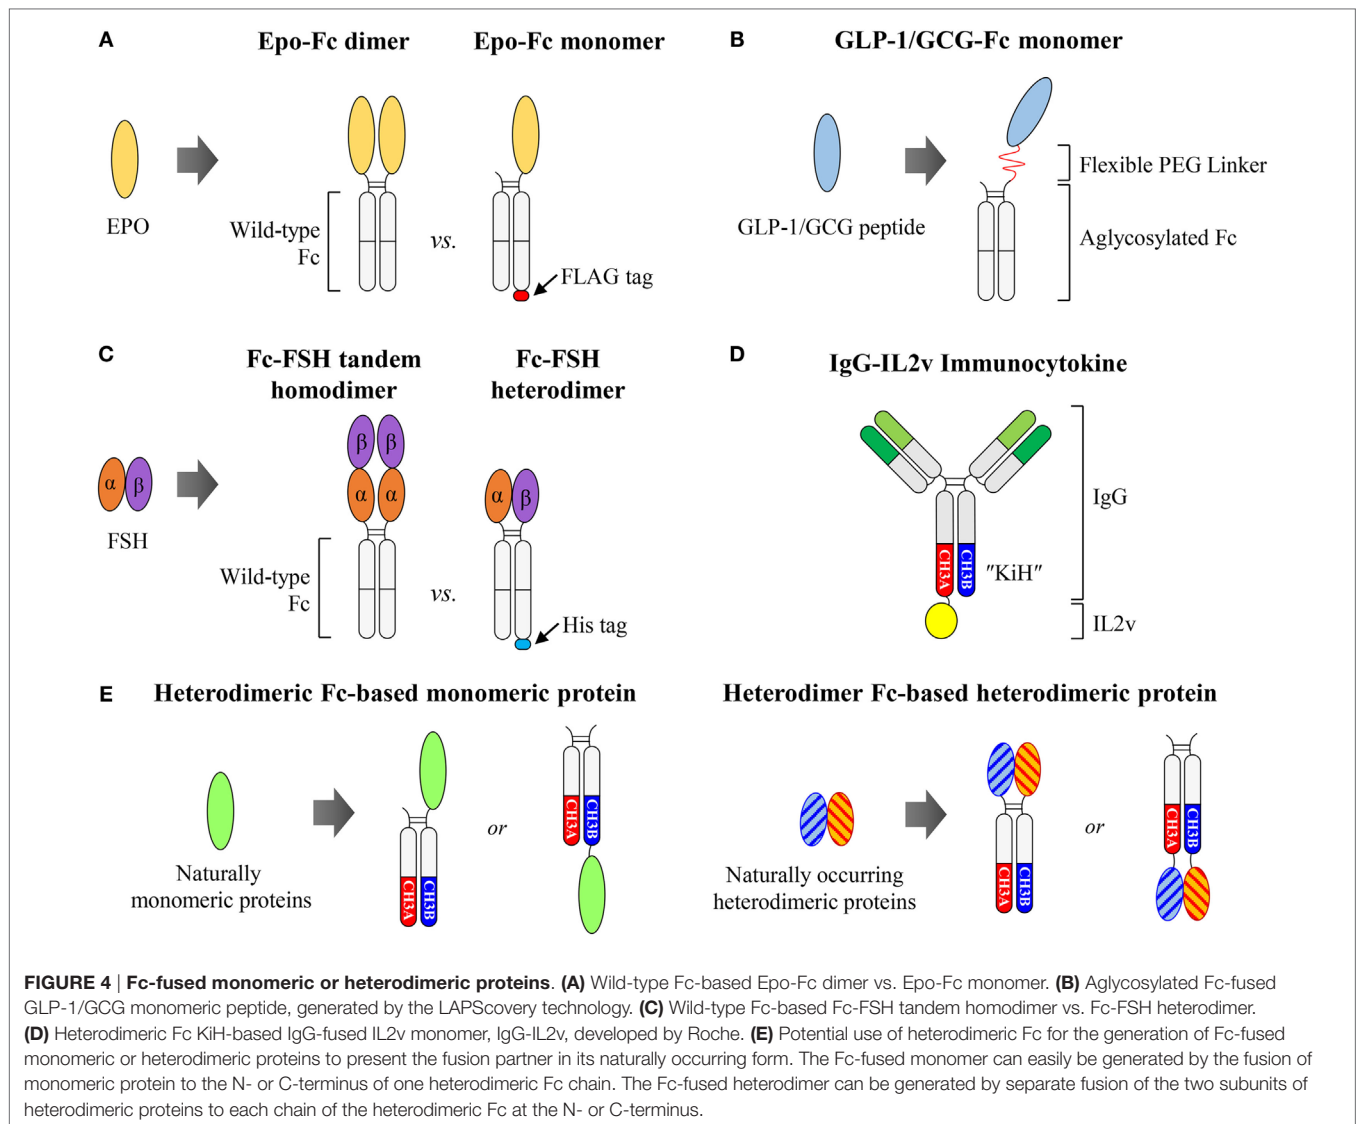 A
Epo-Fc dimer
Epo-Fc monomer
EPO
Wild-type
Fc
vs.
FLAG tag
B
GLP-1/GCG-Fc monomer
GLP-1/GCG peptide
Flexible PEG Linker
Aglycosylated Fc
C
Fc-FSH tandem
homodimer
Fc-FSH
heterodimer
α β
FSH
β β
α α
Wild-type
Fc
vs.
α β
His tag
D
IgG-IL2v Immunocytokine
IgG
CH3A CH3B
"KiH"
IL2v
E
Heterodimeric Fc-based monomeric protein
Naturally
monomeric proteins
CH3A CH3B
or
CH3A CH3B
Heterodimer Fc-based heterodimeric protein
Naturally occurring
heterodimeric proteins
CH3A CH3B
or
CH3A CH3B
FIGURE 4 | Fc-fused monomeric or heterodimeric proteins. (A) Wild-type Fc-based Epo-Fc dimer vs. Epo-Fc monomer. (B) Aglycosylated Fc-fused
GLP-1/GCG monomeric peptide, generated by the LAPScovery technology. (C) Wild-type Fc-based Fc-FSH tandem homodimer vs. Fc-FSH heterodimer.
(D) Heterodimeric Fc KiH-based IgG-fused IL2v monomer, IgG-IL2v, developed by Roche. (E) Potential use of heterodimeric Fc for the generation of Fc-fused
monomeric or heterodimeric proteins to present the fusion partner in its naturally occurring form. The Fc-fused monomer can easily be generated by the fusion of
monomeric protein to the N- or C-terminus of one heterodimeric Fc chain. The Fc-fused heterodimer can be generated by separate fusion of the two subunits of
heterodimeric proteins to each chain of the heterodimeric Fc at the N- or C-terminus.